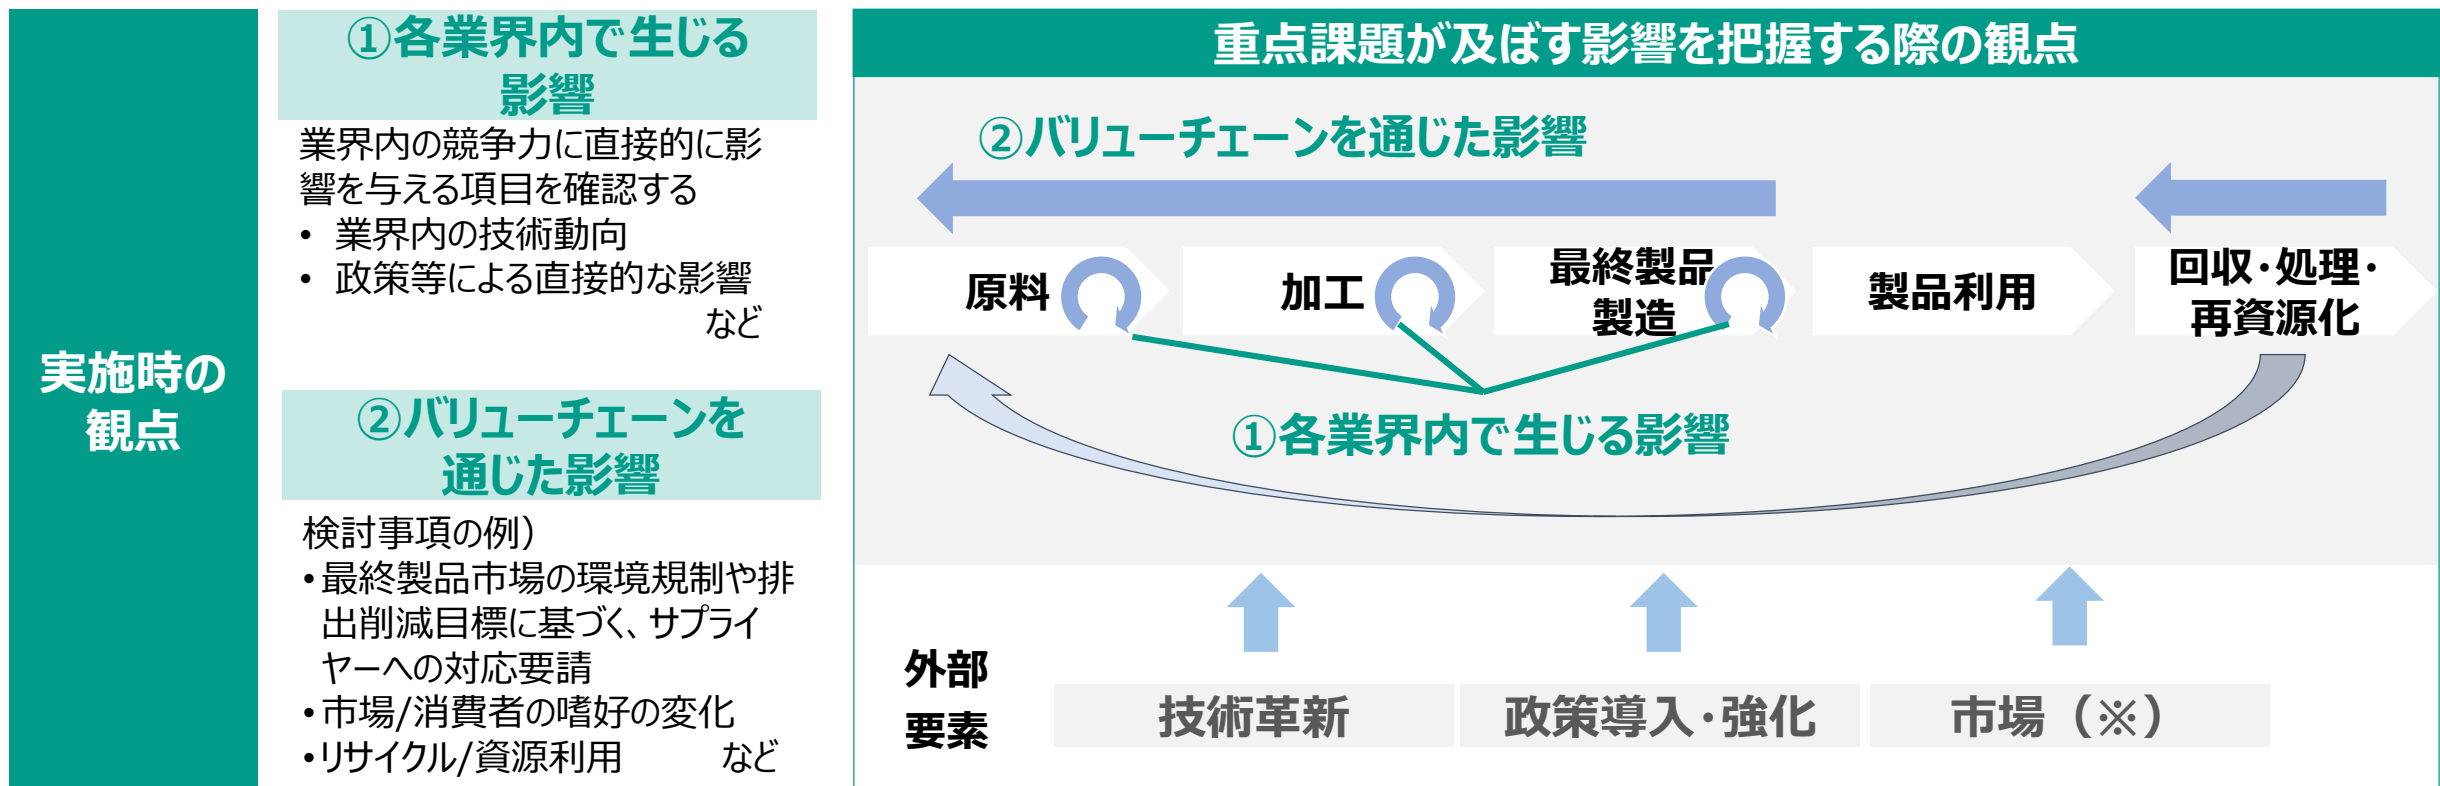 実施時の
観点
①各業界内で生じる
影響
業界内の競争力に直接的に影
響を与える項目を確認する
• 業界内の技術動向
• 政策等による直接的な影響
など
②バリューチェーンを
通じた影響
検討事項の例）
•最終製品市場の環境規制や排
出削減目標に基づく、サプライ
ヤーへの対応要請
•市場/消費者の嗜好の変化
•リサイクル/資源利用 など
重点課題が及ぼす影響を把握する際の観点
②バリューチェーンを通じた影響
原料
加工
最終製品
製造
製品利用
回収･処理･
再資源化
①各業界内で生じる影響
外部
要素
技術革新
政策導入･強化
市場（※）